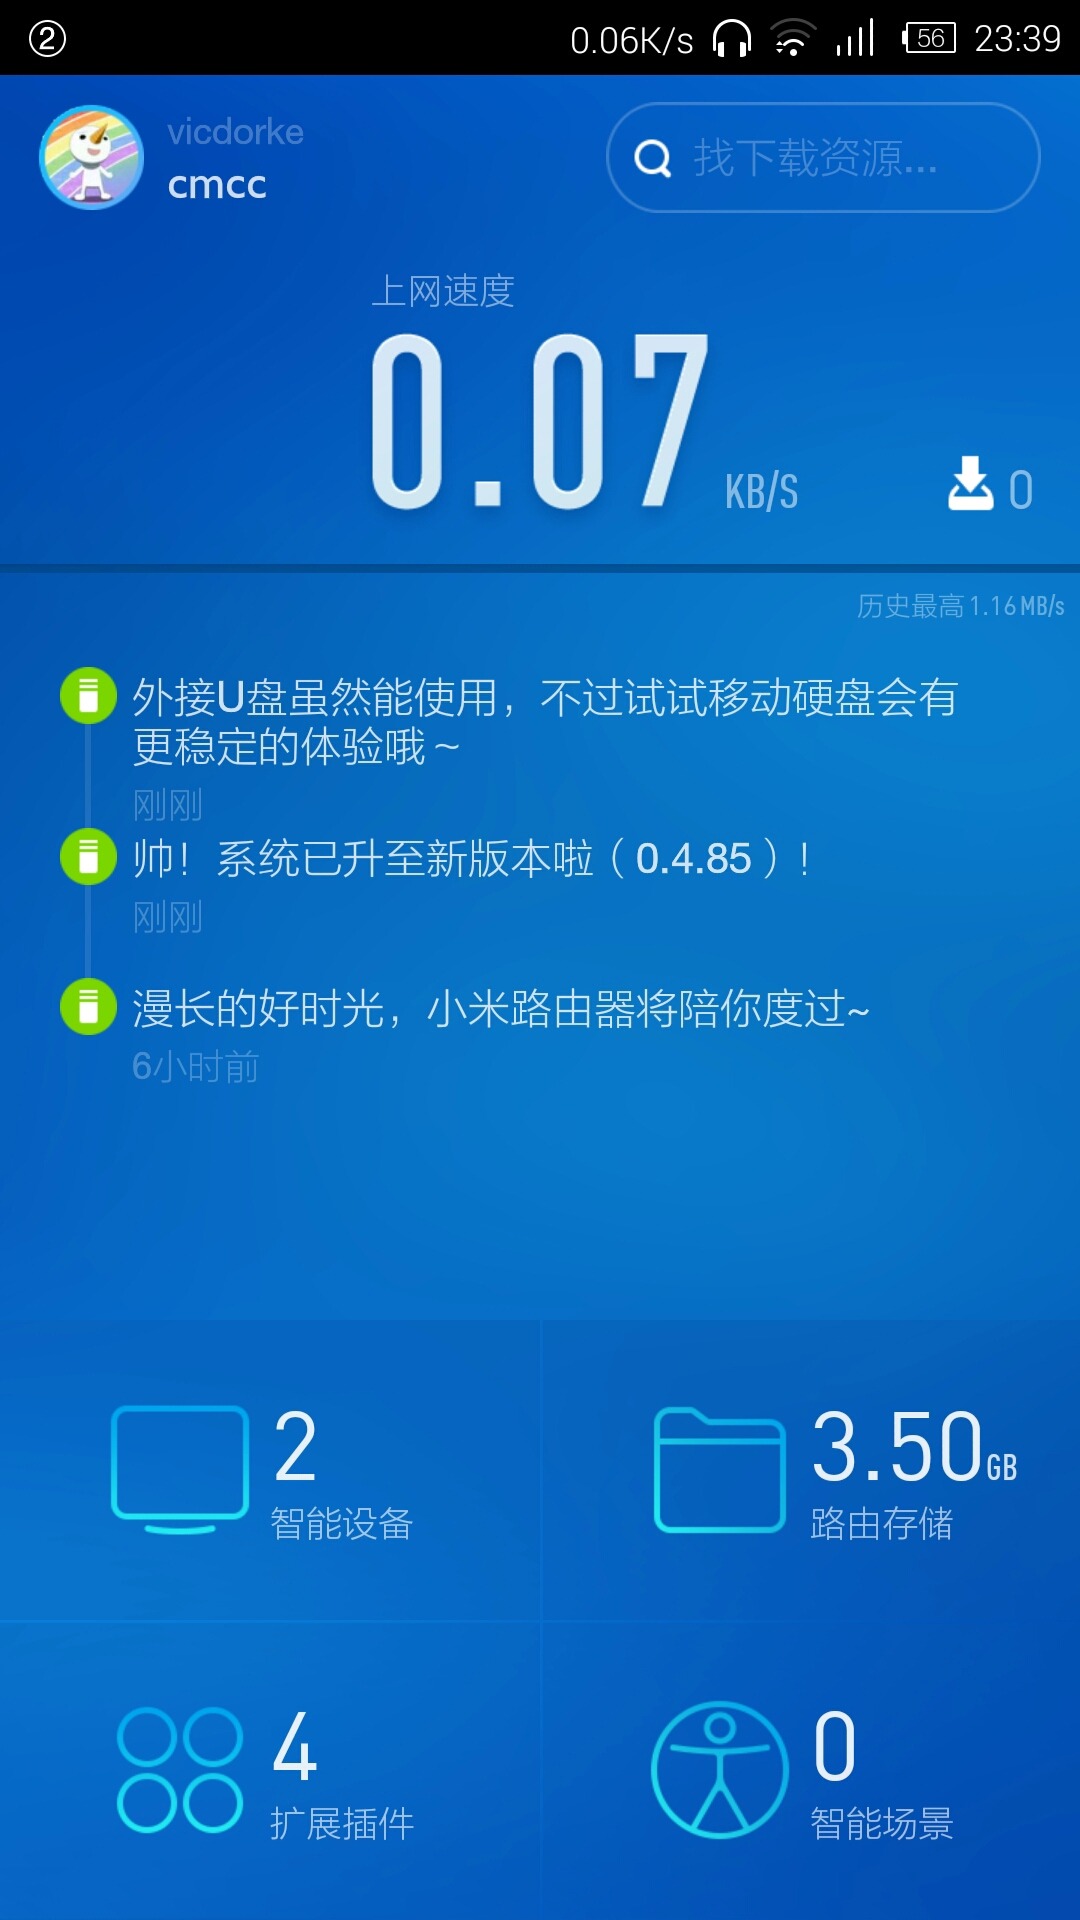 ② 0.06K/s 56 23:39
vicdorke
cmcc
找下载资源...
上网速度
0.07 KB/S 0
历史最高1.16MB/s
外接U盘虽然能使用，不过试试移动硬盘会有
更稳定的体验哦～
刚刚
帅！系统已升至新版本啦（0.4.85）！
刚刚
漫长的好时光，小米路由器将陪你度过~
6小时前
2
智能设备
3.50GB
路由存储
4
扩展插件
0
智能场景